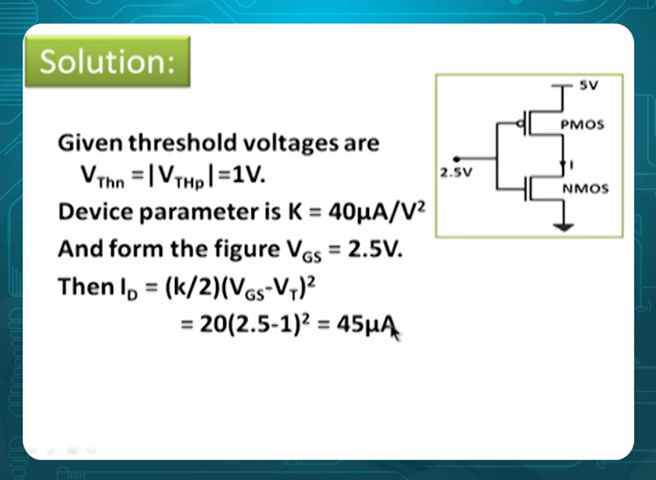 Solution:
Given threshold voltages are
V_Thn =|V_THp|=1V.
Device parameter is K = 40µA/V²
And form the figure V_GS = 2.5V.
Then I_D = (k/2)(V_GS-V_T)²
= 20(2.5-1)² = 45µA
5V
PMOS
I
2.5V
NMOS